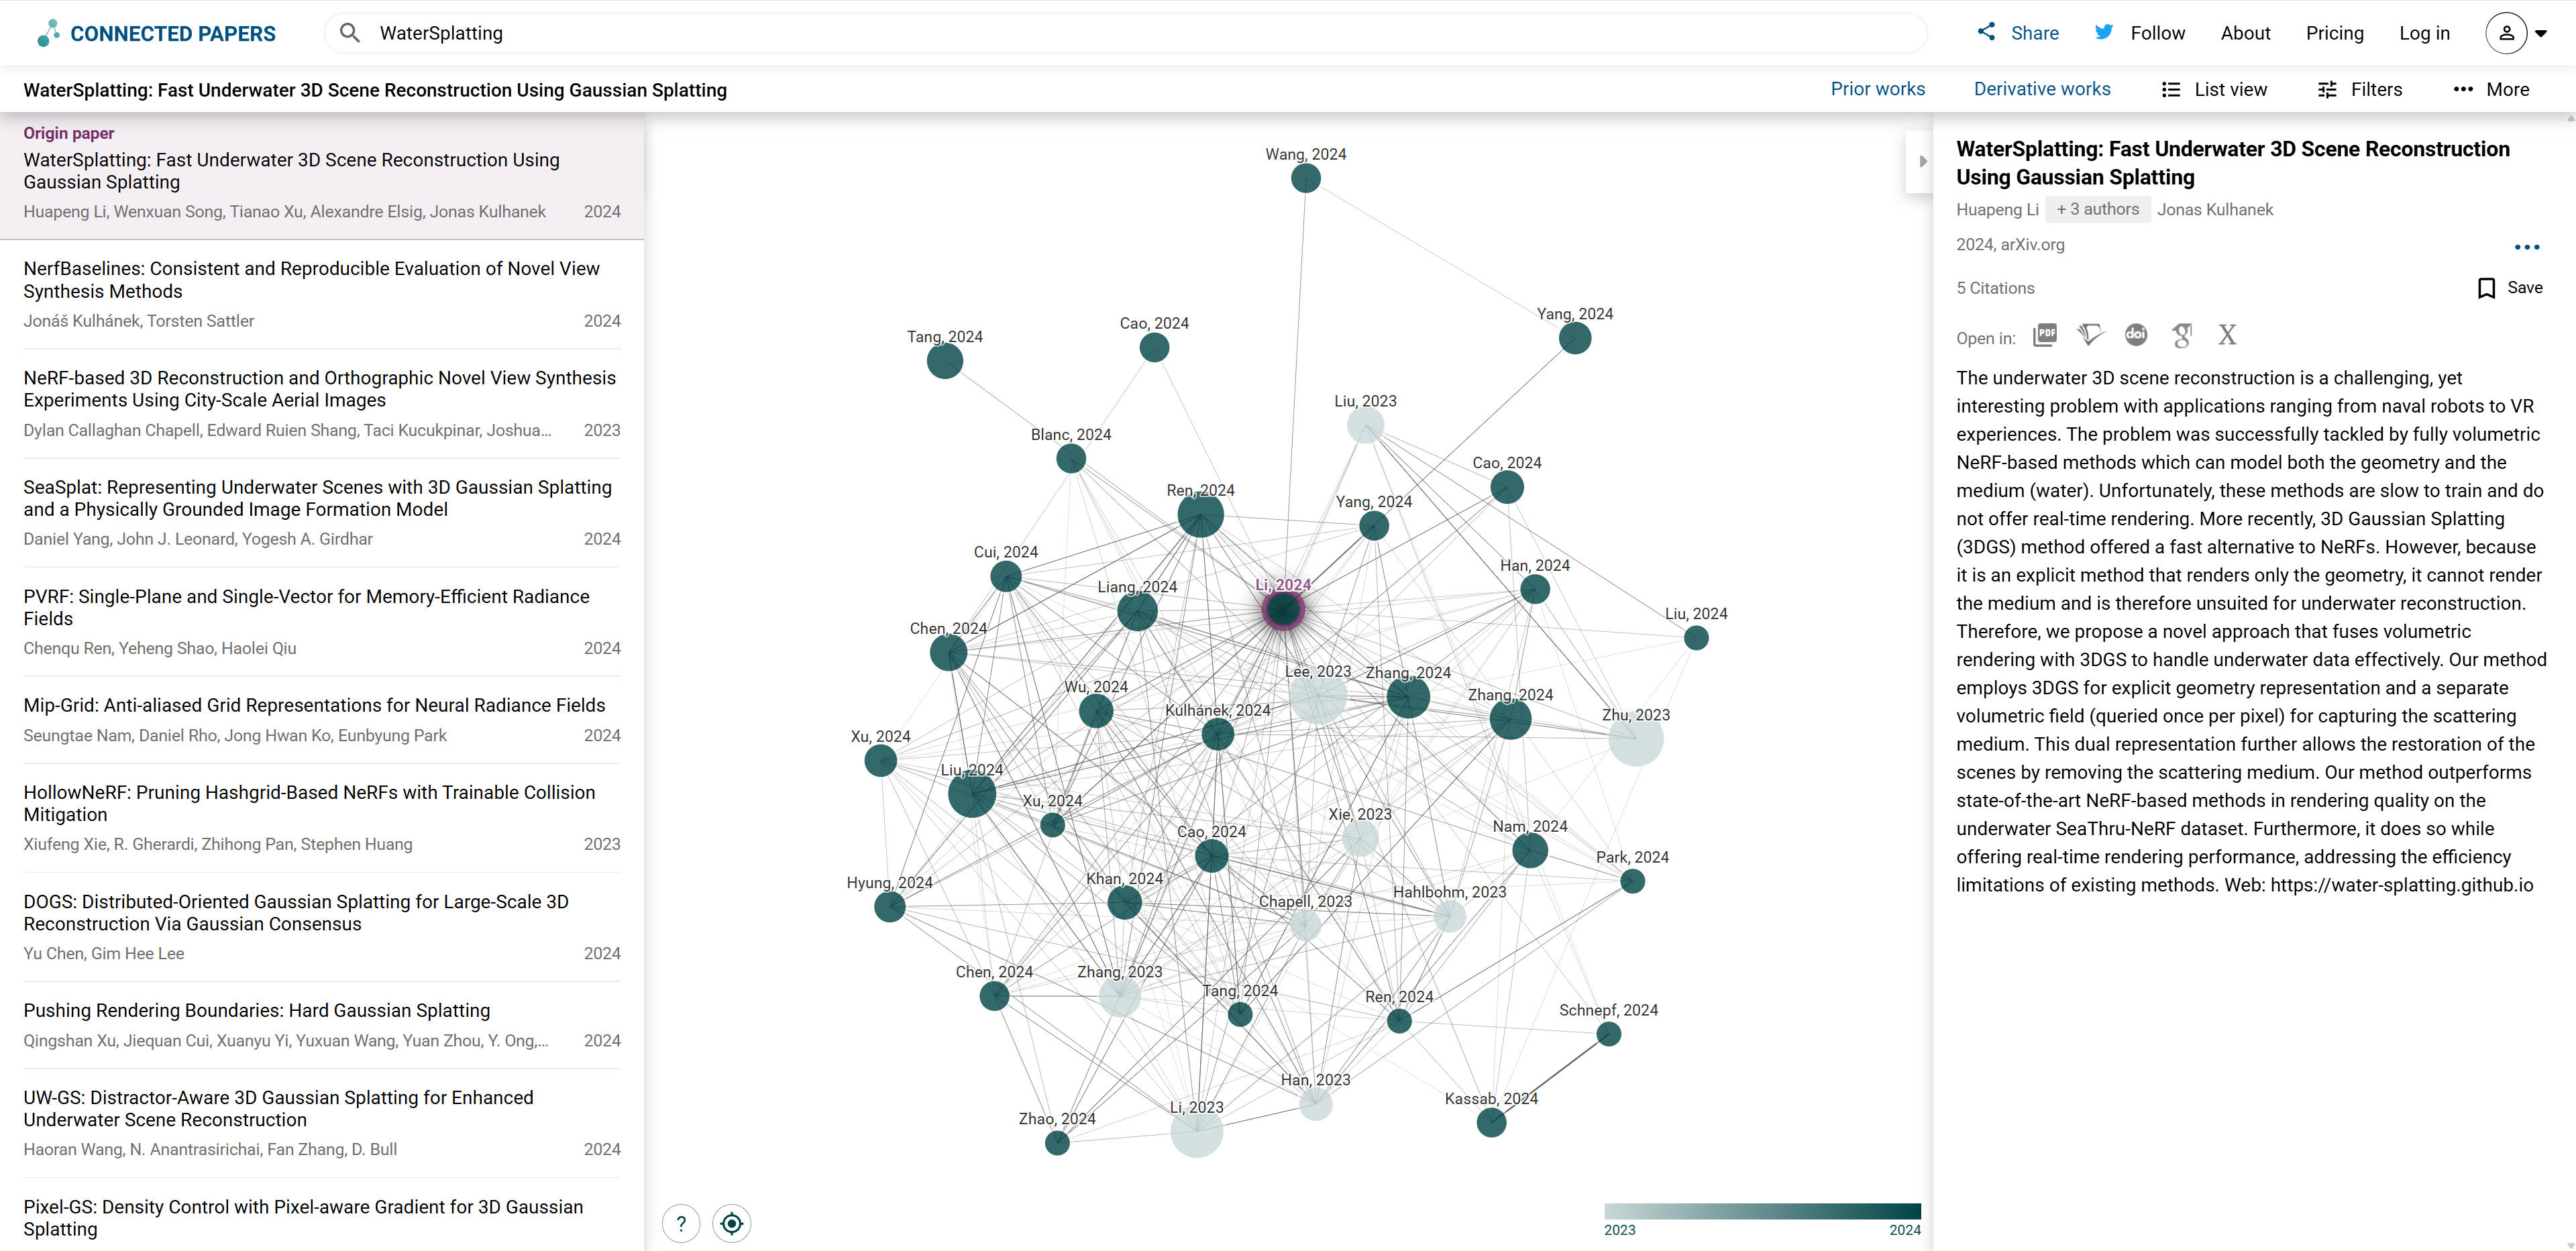 CONNECTED PAPERS
WaterSplatting
Share
Follow
About
Pricing
Log in
WaterSplatting: Fast Underwater 3D Scene Reconstruction Using Gaussian Splatting
Prior works
Derivative works
List view
Filters
More
Origin paper
WaterSplatting: Fast Underwater 3D Scene Reconstruction Using
Gaussian Splatting
Huapeng Li, Wenxuan Song, Tianao Xu, Alexandre Elsig, Jonas Kulhanek 2024
NerfBaselines: Consistent and Reproducible Evaluation of Novel View
Synthesis Methods
Jonáš Kulhánek, Torsten Sattler 2024
NeRF-based 3D Reconstruction and Orthographic Novel View Synthesis
Experiments Using City-Scale Aerial Images
Dylan Callaghan Chapell, Edward Ruien Shang, Taci Kucukpinar, Joshua... 2023
SeaSplat: Representing Underwater Scenes with 3D Gaussian Splatting
and a Physically Grounded Image Formation Model
Daniel Yang, John J. Leonard, Yogesh A. Girdhar 2024
PVRF: Single-Plane and Single-Vector for Memory-Efficient Radiance
Fields
Chenqu Ren, Yeheng Shao, Haolei Qiu 2024
Mip-Grid: Anti-aliased Grid Representations for Neural Radiance Fields
Seungtae Nam, Daniel Rho, Jong Hwan Ko, Eunbyung Park 2024
HollowNeRF: Pruning Hashgrid-Based NeRFs with Trainable Collision
Mitigation
Xiufeng Xie, R. Gherardi, Zhihong Pan, Stephen Huang 2023
DOGS: Distributed-Oriented Gaussian Splatting for Large-Scale 3D
Reconstruction Via Gaussian Consensus
Yu Chen, Gim Hee Lee 2024
Pushing Rendering Boundaries: Hard Gaussian Splatting
Qingshan Xu, Jiequan Cui, Xuanyu Yi, Yuxuan Wang, Yuan Zhou, Y. Ong,... 2024
UW-GS: Distractor-Aware 3D Gaussian Splatting for Enhanced
Underwater Scene Reconstruction
Haoran Wang, N. Anantrasirichai, Fan Zhang, D. Bull 2024
Pixel-GS: Density Control with Pixel-aware Gradient for 3D Gaussian
Splatting
Wang, 2024
Yang, 2024
Cao, 2024
Tang, 2024
Liu, 2023
Blanc, 2024
Cao, 2024
Ren, 2024
Yang, 2024
Cui, 2024
Han, 2024
Liang, 2024
Li, 2024
Liu, 2024
Chen, 2024
Lee, 2023
Zhang, 2024
Wu, 2024
Zhang, 2024
Kulhánek, 2024
Zhu, 2023
Xu, 2024
Liu, 2024
Xu, 2024
Xie, 2023
Cao, 2024
Nam, 2024
Park, 2024
Hyung, 2024
Khan, 2024
Hahlbohm, 2023
Chapell, 2023
Chen, 2024
Zhang, 2023
Tang, 2024
Ren, 2024
Schnepf, 2024
Han, 2023
Kassab, 2024
Li, 2023
Zhao, 2024
?
2023
2024
WaterSplatting: Fast Underwater 3D Scene Reconstruction
Using Gaussian Splatting
Huapeng Li + 3 authors Jonas Kulhanek
2024, arXiv.org
5 Citations
Save
Open in: PDF doi g X
The underwater 3D scene reconstruction is a challenging, yet
interesting problem with applications ranging from naval robots to VR
experiences. The problem was successfully tackled by fully volumetric
NeRF-based methods which can model both the geometry and the
medium (water). Unfortunately, these methods are slow to train and do
not offer real-time rendering. More recently, 3D Gaussian Splatting
(3DGS) method offered a fast alternative to NeRFs. However, because
it is an explicit method that renders only the geometry, it cannot render
the medium and is therefore unsuited for underwater reconstruction.
Therefore, we propose a novel approach that fuses volumetric
rendering with 3DGS to handle underwater data effectively. Our method
employs 3DGS for explicit geometry representation and a separate
volumetric field (queried once per pixel) for capturing the scattering
medium. This dual representation further allows the restoration of the
scenes by removing the scattering medium. Our method outperforms
state-of-the-art NeRF-based methods in rendering quality on the
underwater SeaThru-NeRF dataset. Furthermore, it does so while
offering real-time rendering performance, addressing the efficiency
limitations of existing methods. Web: https://water-splatting.github.io